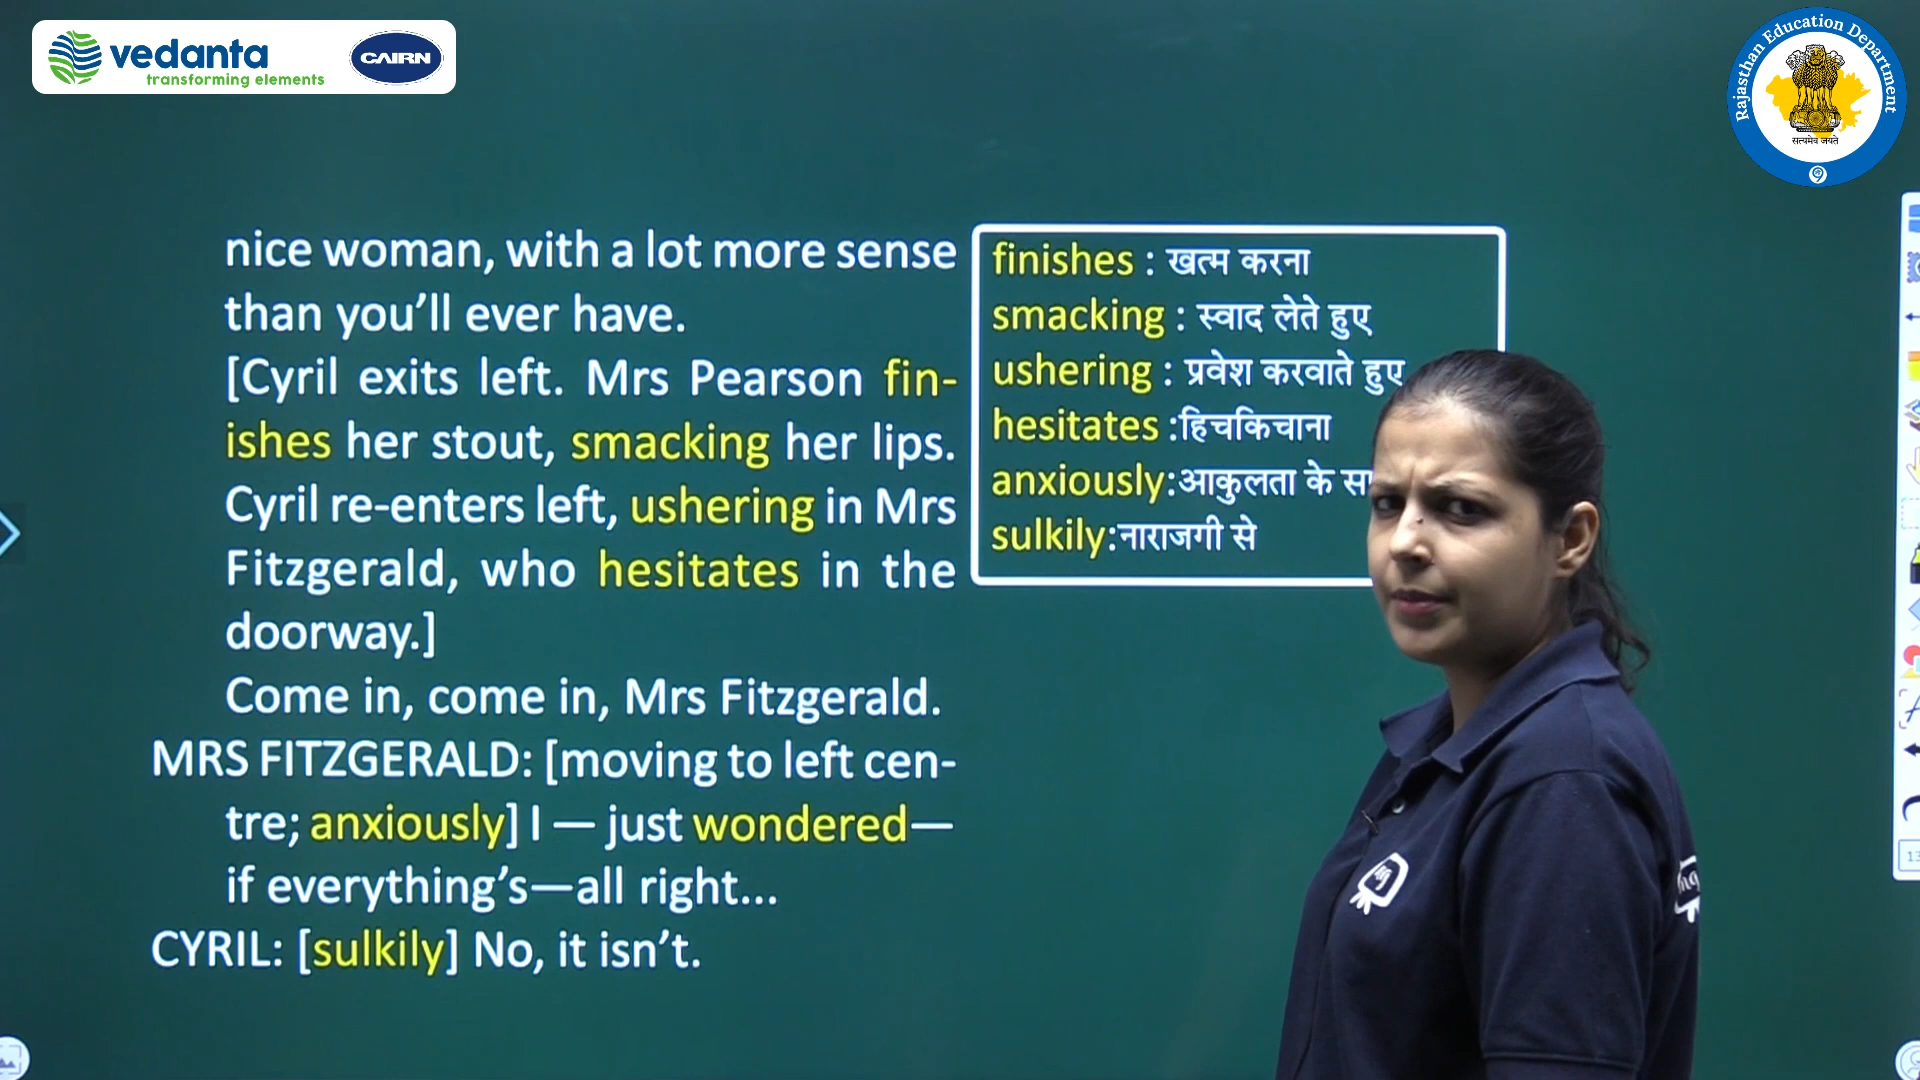 vedanta
transforming elements
CAIRN
Rajasthan Education Department
सत्यमेव जयते
nice woman, with a lot more sense
than you'll ever have.
[Cyril exits left. Mrs Pearson fin-
ishes her stout, smacking her lips.
Cyril re-enters left, ushering in Mrs
Fitzgerald, who hesitates in the
doorway.]
Come in, come in, Mrs Fitzgerald.
MRS FITZGERALD: [moving to left cen-
tre; anxiously] I — just wondered—
if everything's—all right...
CYRIL: [sulkily] No, it isn't.
finishes : खत्म करना
smacking : स्वाद लेते हुए
ushering : प्रवेश करवाते हुए
hesitates :हिचकिचाना
anxiously:आकुलता के
sulkily:नाराजगी से